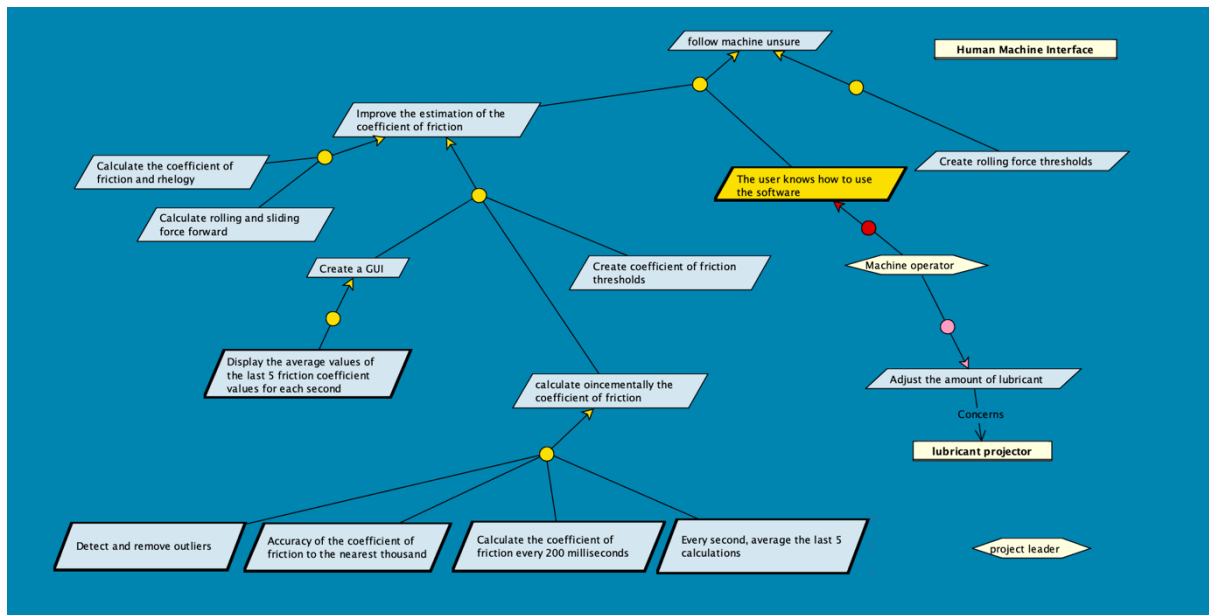 follow machine unsure
Human Machine Interface
Improve the estimation of the
coefficient of friction
Calculate the coefficient of
friction and rhelogy
Create rolling force thresholds
The user knows how to use
the software
Calculate rolling and sliding
force forward
Create a GUI
Create coefficient of friction
thresholds
Machine operator
Display the average values of
the last 5 friction coefficient
values for each second
calculate oincementally the
coefficient of friction
Adjust the amount of lubricant
Concerns
lubricant projector
Detect and remove outliers
Accuracy of the coefficient of
friction to the nearest thousand
Calculate the coefficient of
friction every 200 milliseconds
Every second, average the last 5
calculations
project leader